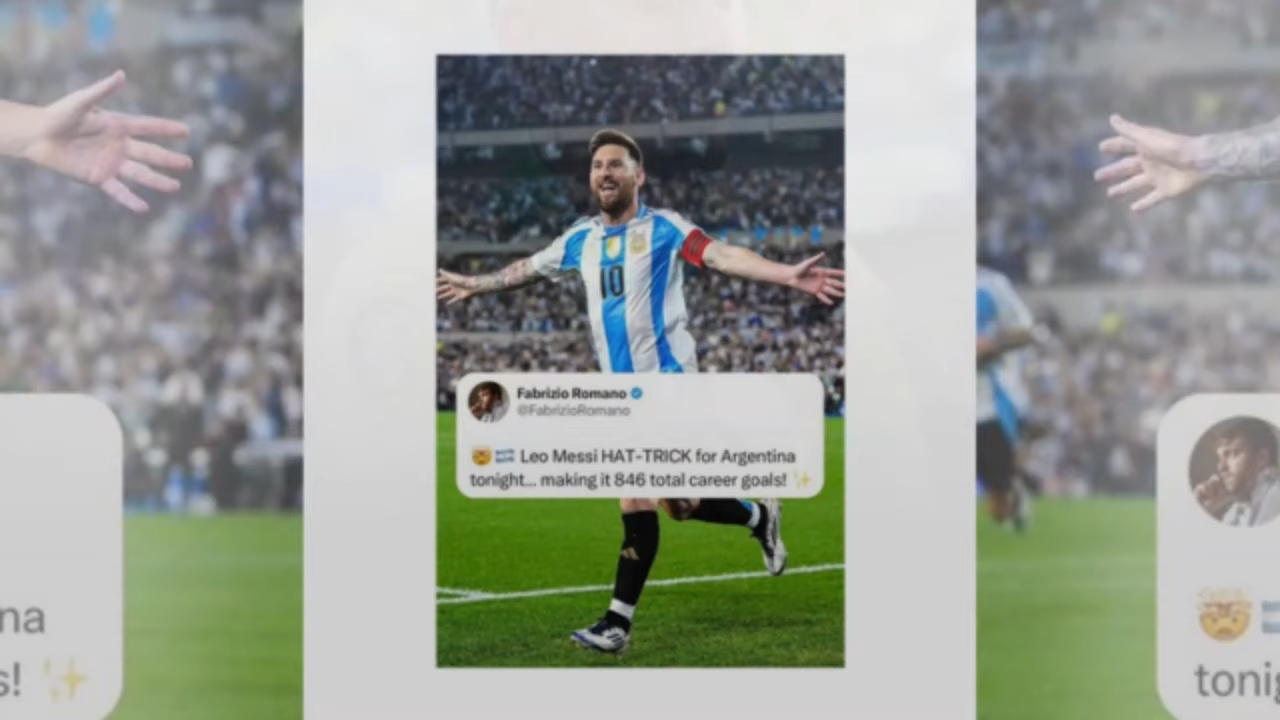 10
Fabrizio Romano
@FabrizioRomano
🤯🇦🇷 Leo Messi HAT-TRICK for Argentina
tonight... making it 846 total career goals! ✨
na
s! ✨
🤯
tonig